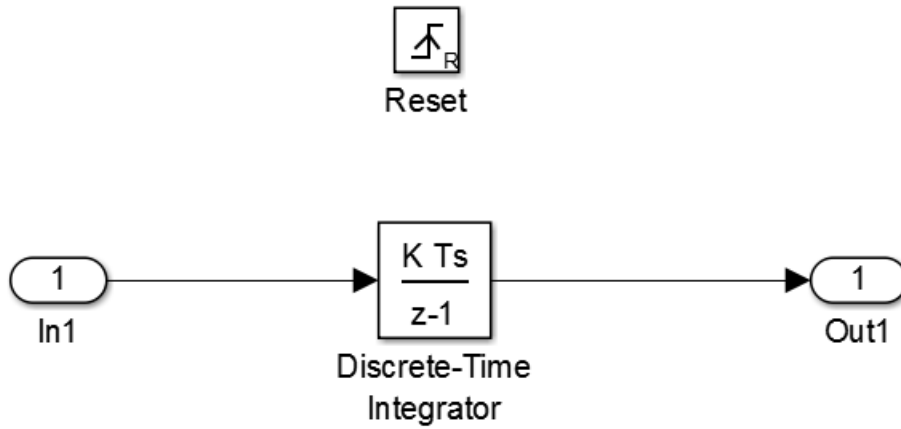 R
Reset
1
In1
K Ts
z-1
Discrete-Time
Integrator
1
Out1